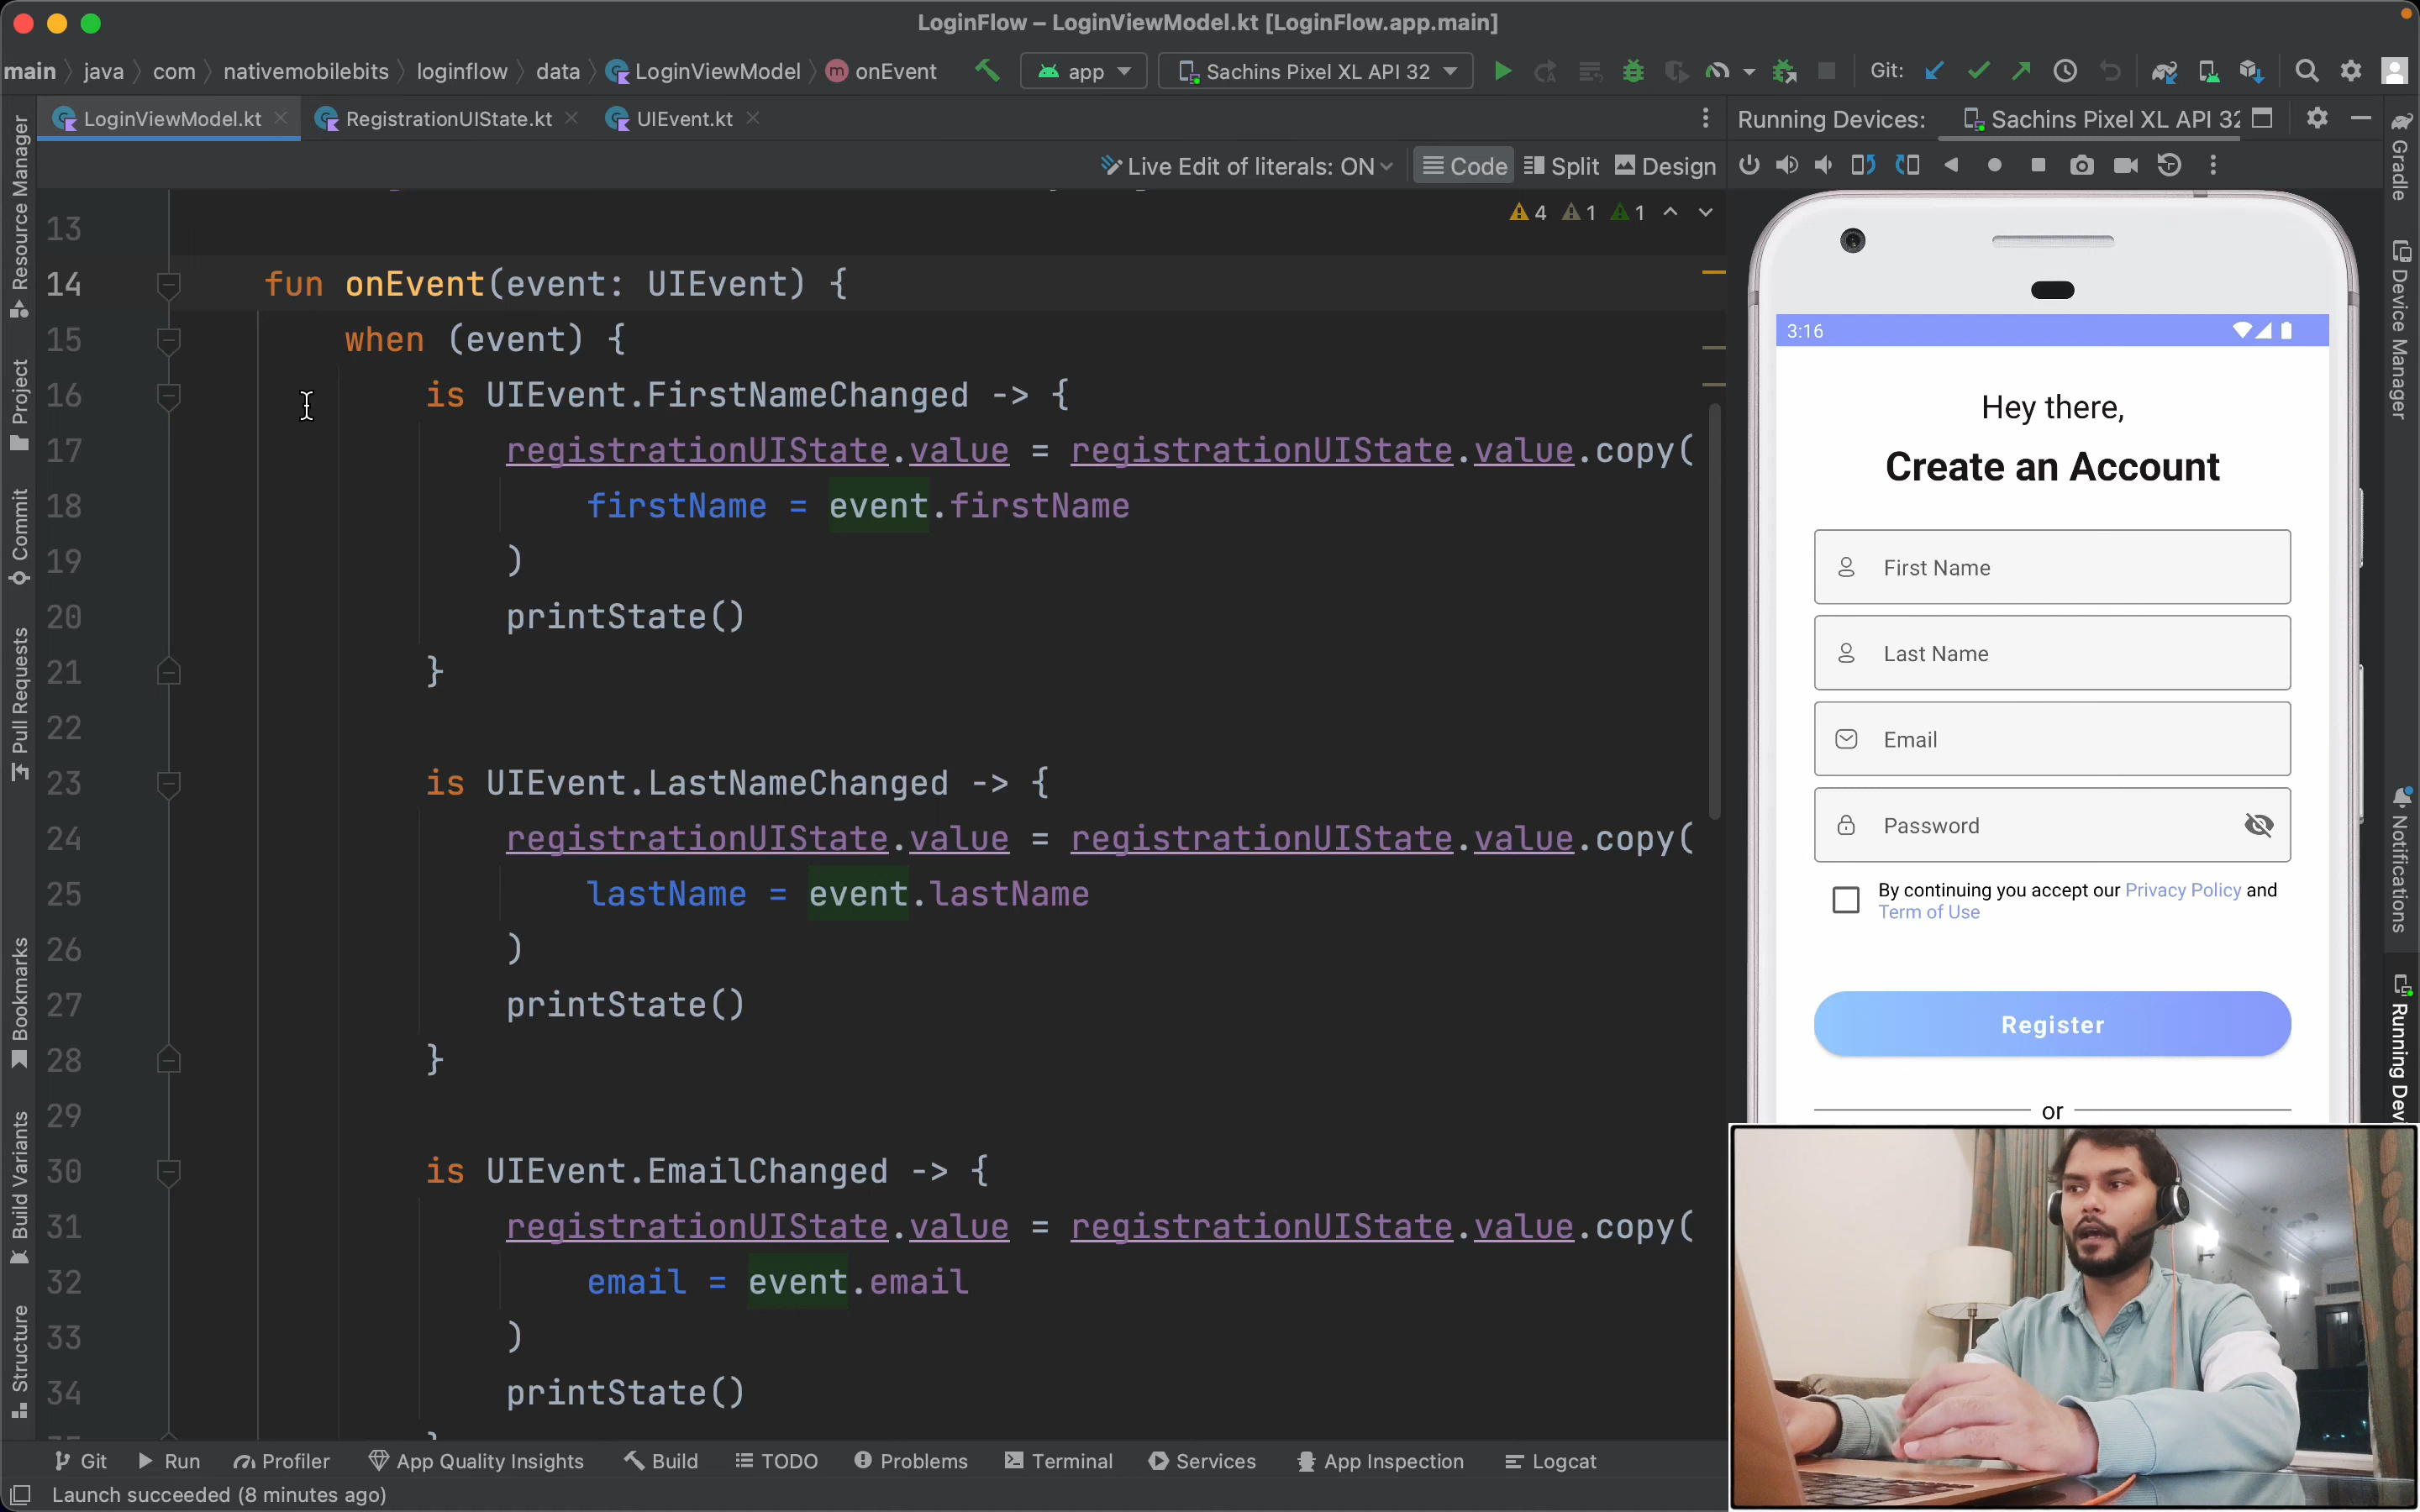 LoginFlow – LoginViewModel.kt [LoginFlow.app.main]
main java com nativemobilebits loginflow data LoginViewModel onEvent app Sachins Pixel XL API 32 Git:
LoginViewModel.kt RegistrationUIState.kt UIEvent.kt Running Devices: Sachins Pixel XL API 32
Live Edit of literals: ON Code Split Design
4 1 1
13
14 fun onEvent(event: UIEvent) {
15 when (event) {
16 is UIEvent.FirstNameChanged -> {
17 registrationUIState.value = registrationUIState.value.copy(
18 firstName = event.firstName
19 )
20 printState()
21 }
22
23 is UIEvent.LastNameChanged -> {
24 registrationUIState.value = registrationUIState.value.copy(
25 lastName = event.lastName
26 )
27 printState()
28 }
29
30 is UIEvent.EmailChanged -> {
31 registrationUIState.value = registrationUIState.value.copy(
32 email = event.email
33 )
34 printState()
Resource Manager
Project
Commit
Pull Requests
Bookmarks
Build Variants
Structure
3:16
Hey there,
Create an Account
First Name
Last Name
Email
Password
By continuing you accept our Privacy Policy and
Term of Use
Register
or
Gradle
Device Manager
Notifications
Running Dev
Git Run Profiler App Quality Insights Build TODO Problems Terminal Services App Inspection Logcat
Launch succeeded (8 minutes ago)